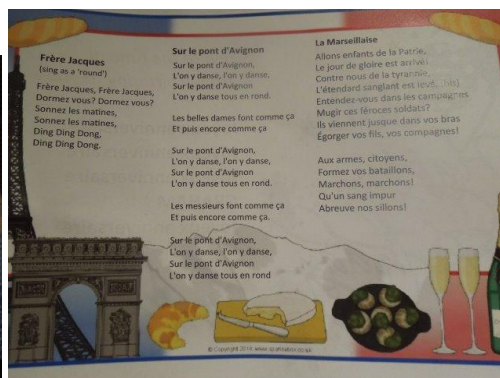 Frère Jacques
(sing as a 'round')
Frère Jacques, Frère Jacques,
Dormez vous? Dormez vous?
Sonnez les matines,
Sonnez les matines,
Ding Ding Dong,
Ding Ding Dong.
Sur le pont d'Avignon
Sur le pont d'Avignon,
L'on y danse, l'on y danse,
Sur le pont d'Avignon
L'on y danse tous en rond.
Les belles dames font comme ça
Et puis encore comme ça
Sur le pont d'Avignon,
L'on y danse, l'on y danse,
Sur le pont d'Avignon
L'on y danse tous en rond.
Les messieurs font comme ça
Et puis encore comme ça.
Sur le pont d'Avignon,
L'on y danse, l'on y danse,
Sur le pont d'Avignon
L'on y danse tous en rond
La Marseillaise
Allons enfants de la Patrie,
Le jour de gloire est arrivé!
Contre nous de la tyrannie,
L'étendard sanglant est levé, (bis)
Entendez-vous dans les campagnes
Mugir ces féroces soldats?
Ils viennent jusque dans vos bras
Égorger vos fils, vos compagnes!
Aux armes, citoyens,
Formez vos bataillons,
Marchons, marchons!
Qu'un sang impur
Abreuve nos sillons!
© Copyright